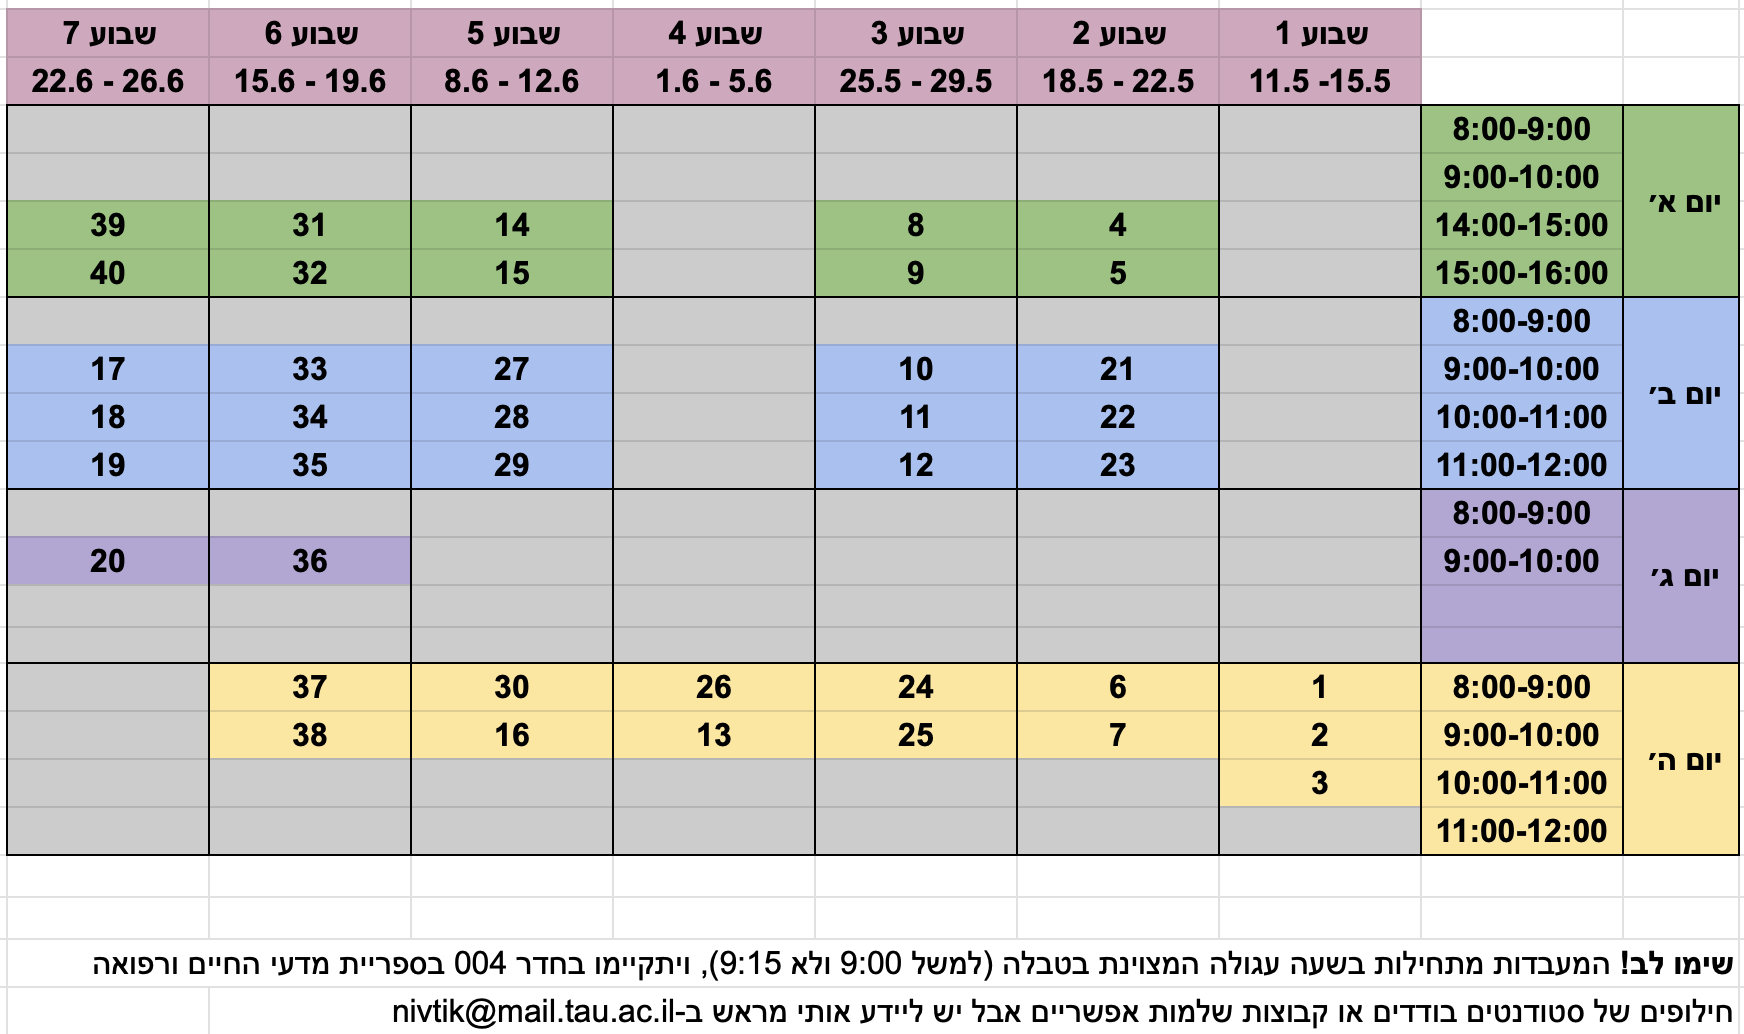 שבוע 1 שבוע 2 שבוע 3 שבוע 4 שבוע 5 שבוע 6 שבוע 7
11.5 -15.5 18.5 - 22.5 25.5 - 29.5 1.6 - 5.6 8.6 - 12.6 15.6 - 19.6 22.6 - 26.6
יום א׳
8:00-9:00
9:00-10:00
14:00-15:00 4 8 14 31 39
15:00-16:00 5 9 15 32 40
יום ב׳
8:00-9:00
9:00-10:00 21 10 27 33 17
10:00-11:00 22 11 28 34 18
11:00-12:00 23 12 29 35 19
יום ג׳
8:00-9:00
9:00-10:00 36 20
יום ה׳
8:00-9:00 1 6 24 26 30 37
9:00-10:00 2 7 25 13 16 38
10:00-11:00 3
11:00-12:00
שימו לב! המעבדות מתחילות בשעה עגולה המצוינת בטבלה (למשל 9:00 ולא 9:15), ויתקיימו בחדר 004 בספריית מדעי החיים ורפואה
חילופים של סטודנטים בודדים או קבוצות שלמות אפשריים אבל יש ליידע אותי מראש ב-nivtik@mail.tau.ac.il